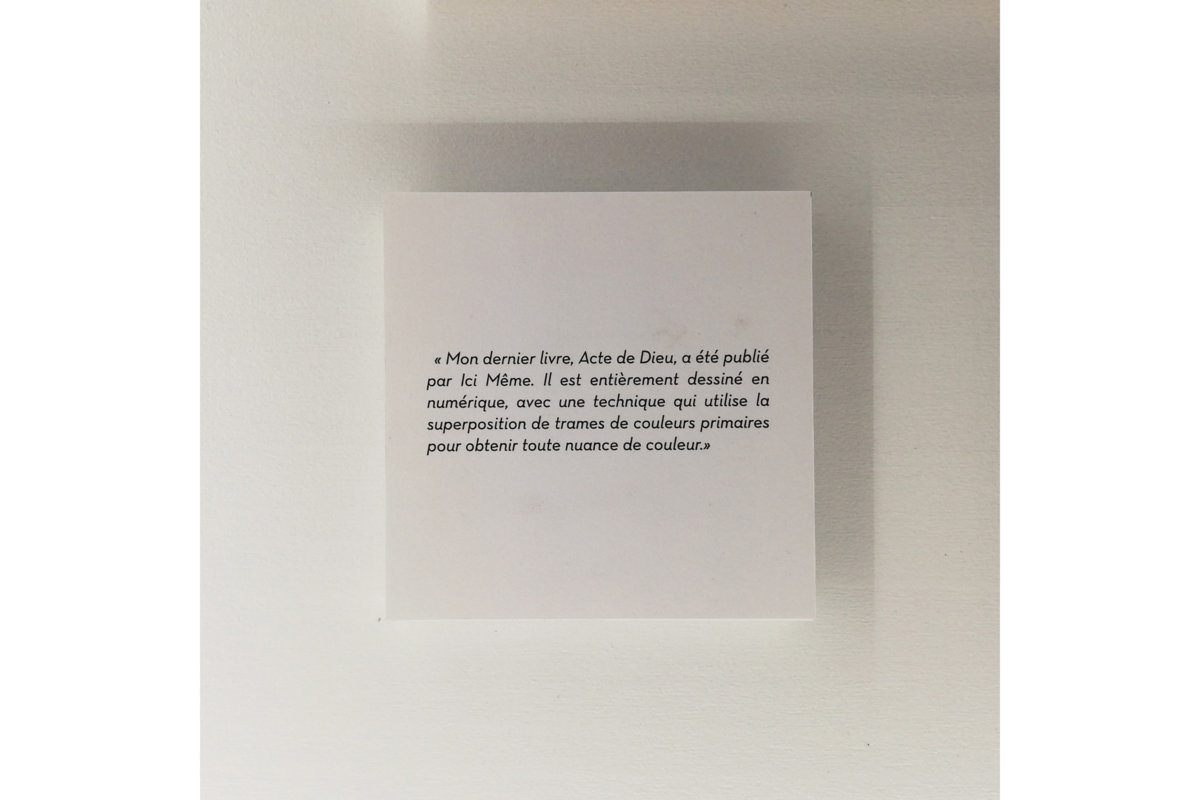 « Mon dernier livre, Acte de Dieu, a été publié
par Ici Même. Il est entièrement dessiné en
numérique, avec une technique qui utilise la
superposition de trames de couleurs primaires
pour obtenir toute nuance de couleur.»